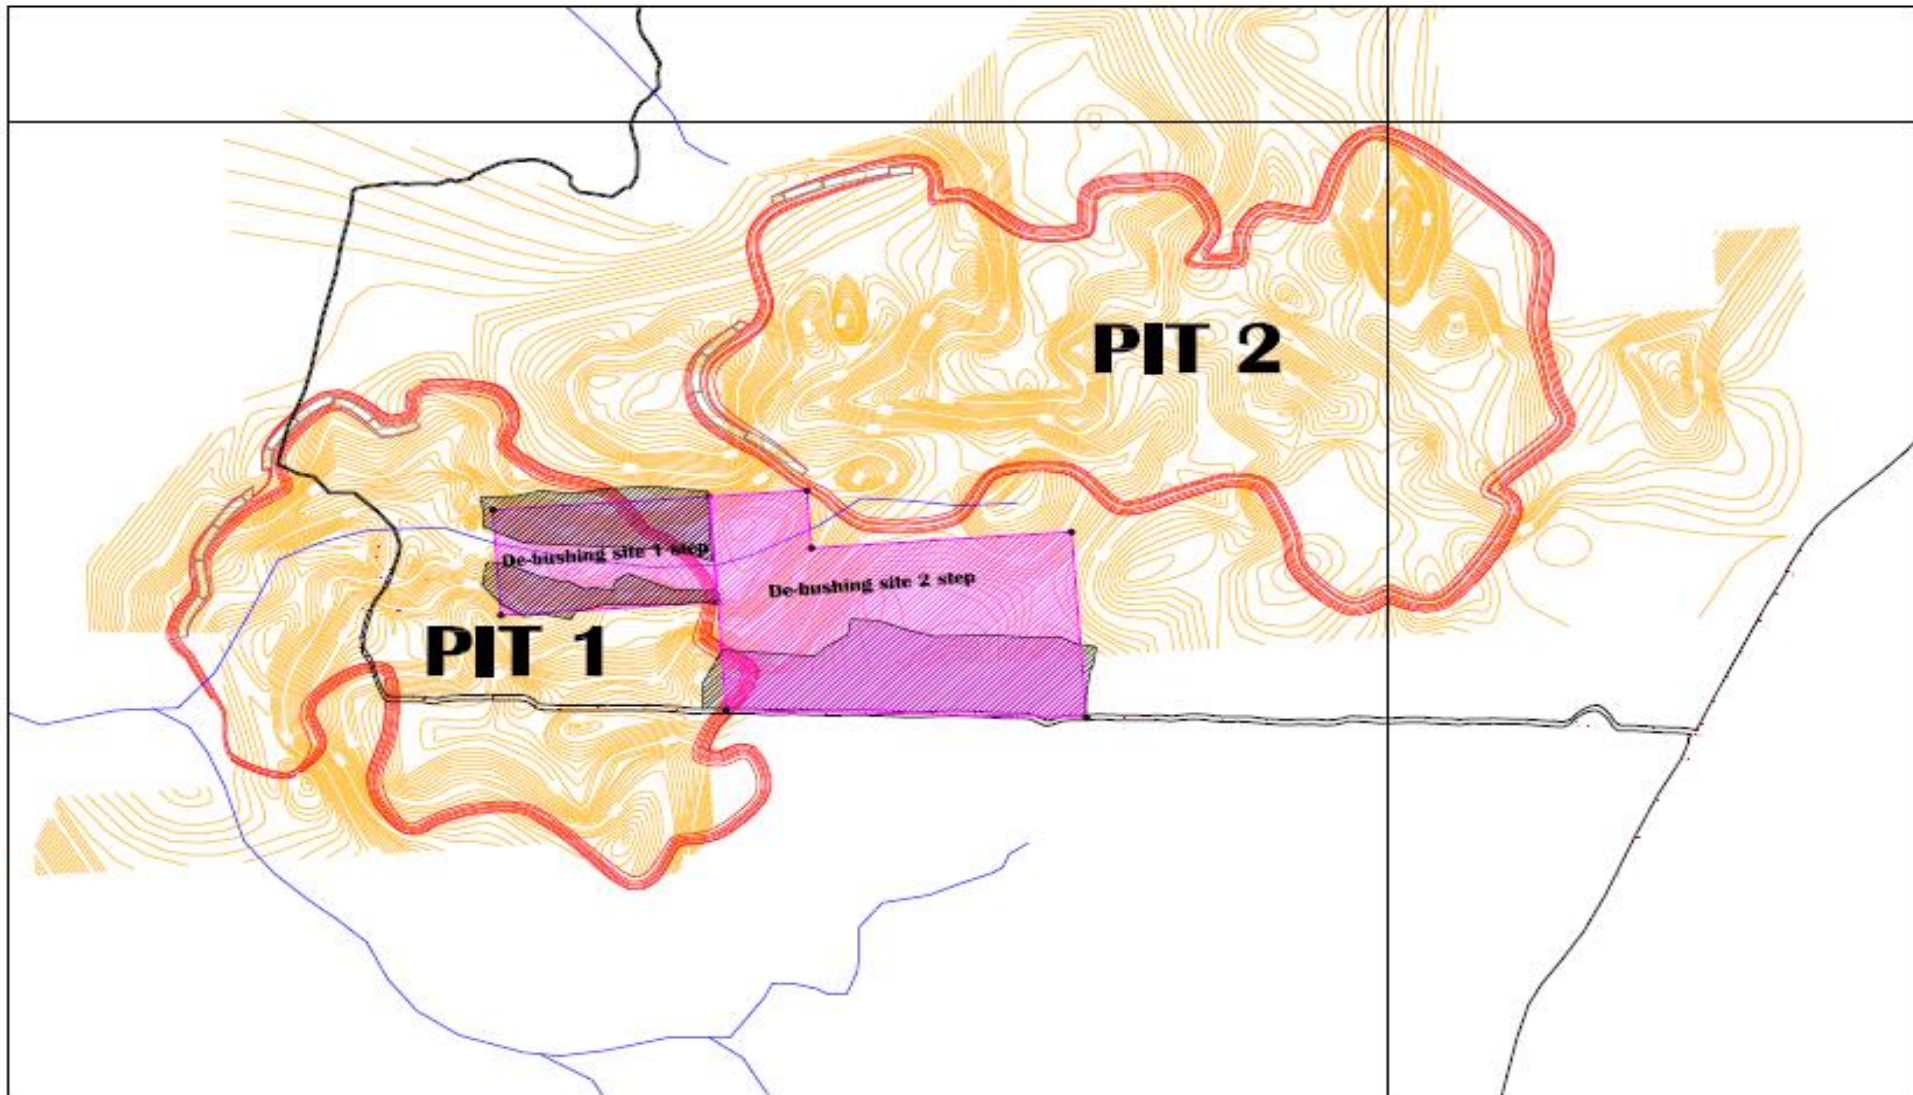 PIT 2
De-bushing site 1 step
De-bushing site 2 step
PIT 1